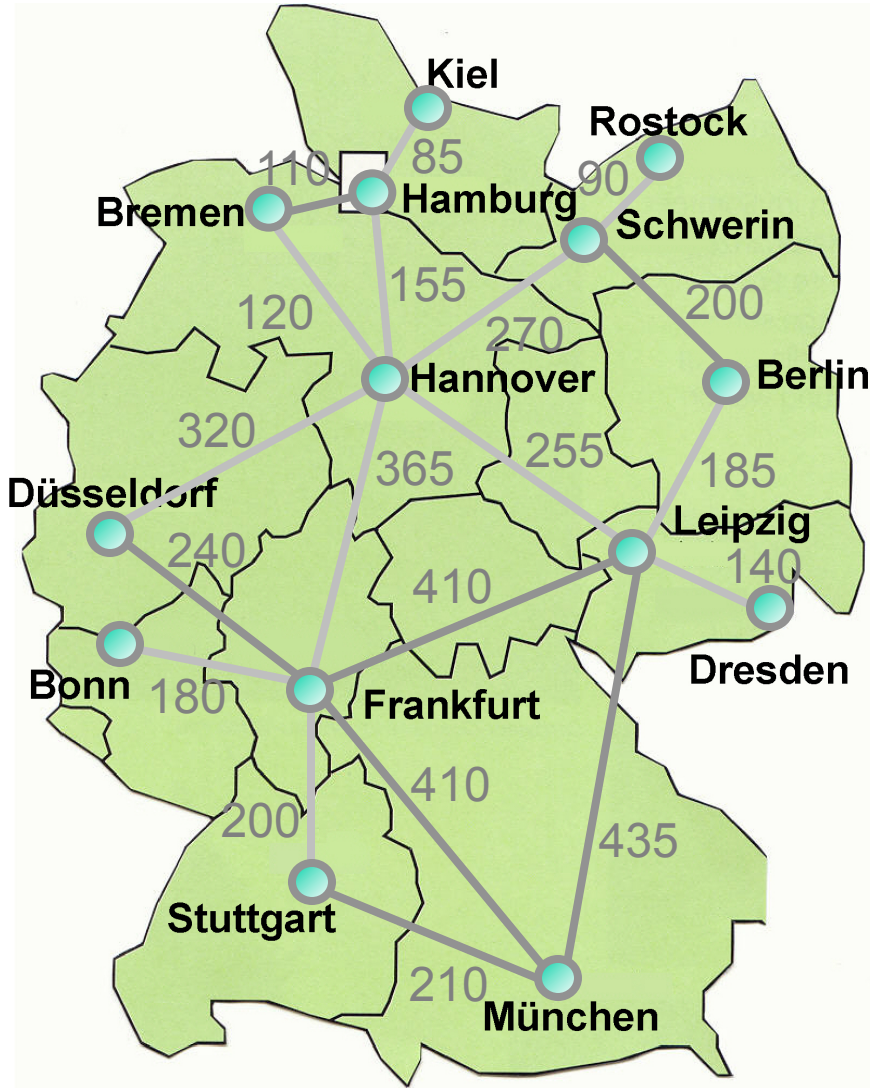 Kiel
Rostock
110
85
90
Bremen
Hamburg
Schwerin
155
200
120
270
Hannover
Berlin
320
255
365
185
Düsseldorf
Leipzig
240
140
410
Dresden
Bonn
180
Frankfurt
410
200
435
Stuttgart
210
München